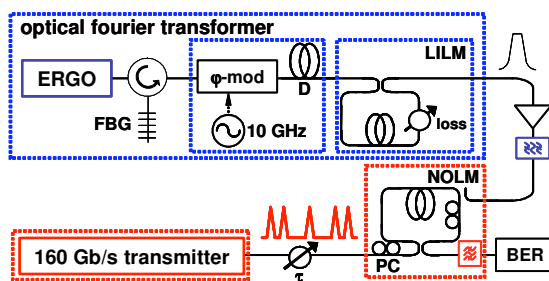 optical fourier transformer
LILM
ERGO
φ-mod
D
FBG
10 GHz
loss
NOLM
160 Gb/s transmitter
τ
PC
BER